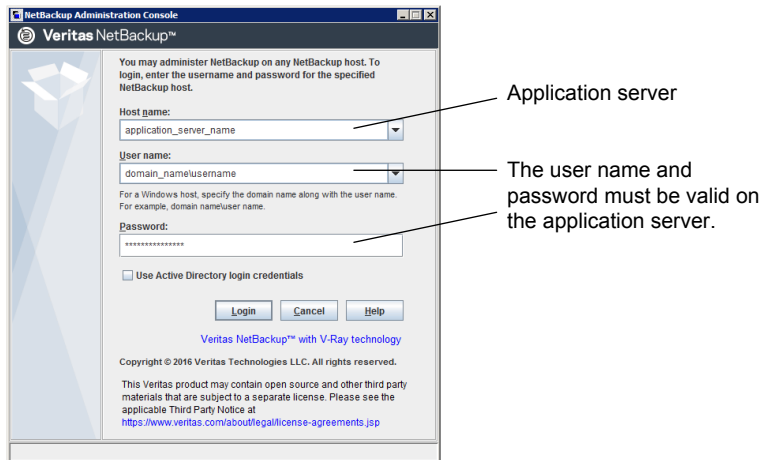 NetBackup Administration Console
Veritas NetBackup™
You may administer NetBackup on any NetBackup host. To
login, enter the username and password for the specified
NetBackup host.
Host name:
application_server_name
User name:
domain_name\username
For a Windows host, specify the domain name along with the user name.
For example, domain name\user name.
Password:
***************
Use Active Directory login credentials
Login Cancel Help
Veritas NetBackup™ with V-Ray technology
Copyright © 2016 Veritas Technologies LLC. All rights reserved.
This Veritas product may contain open source and other third party
materials that are subject to a separate license. Please see the
applicable Third Party Notice at
https://www.veritas.com/about/legal/license-agreements.jsp
Application server
The user name and
password must be valid on
the application server.